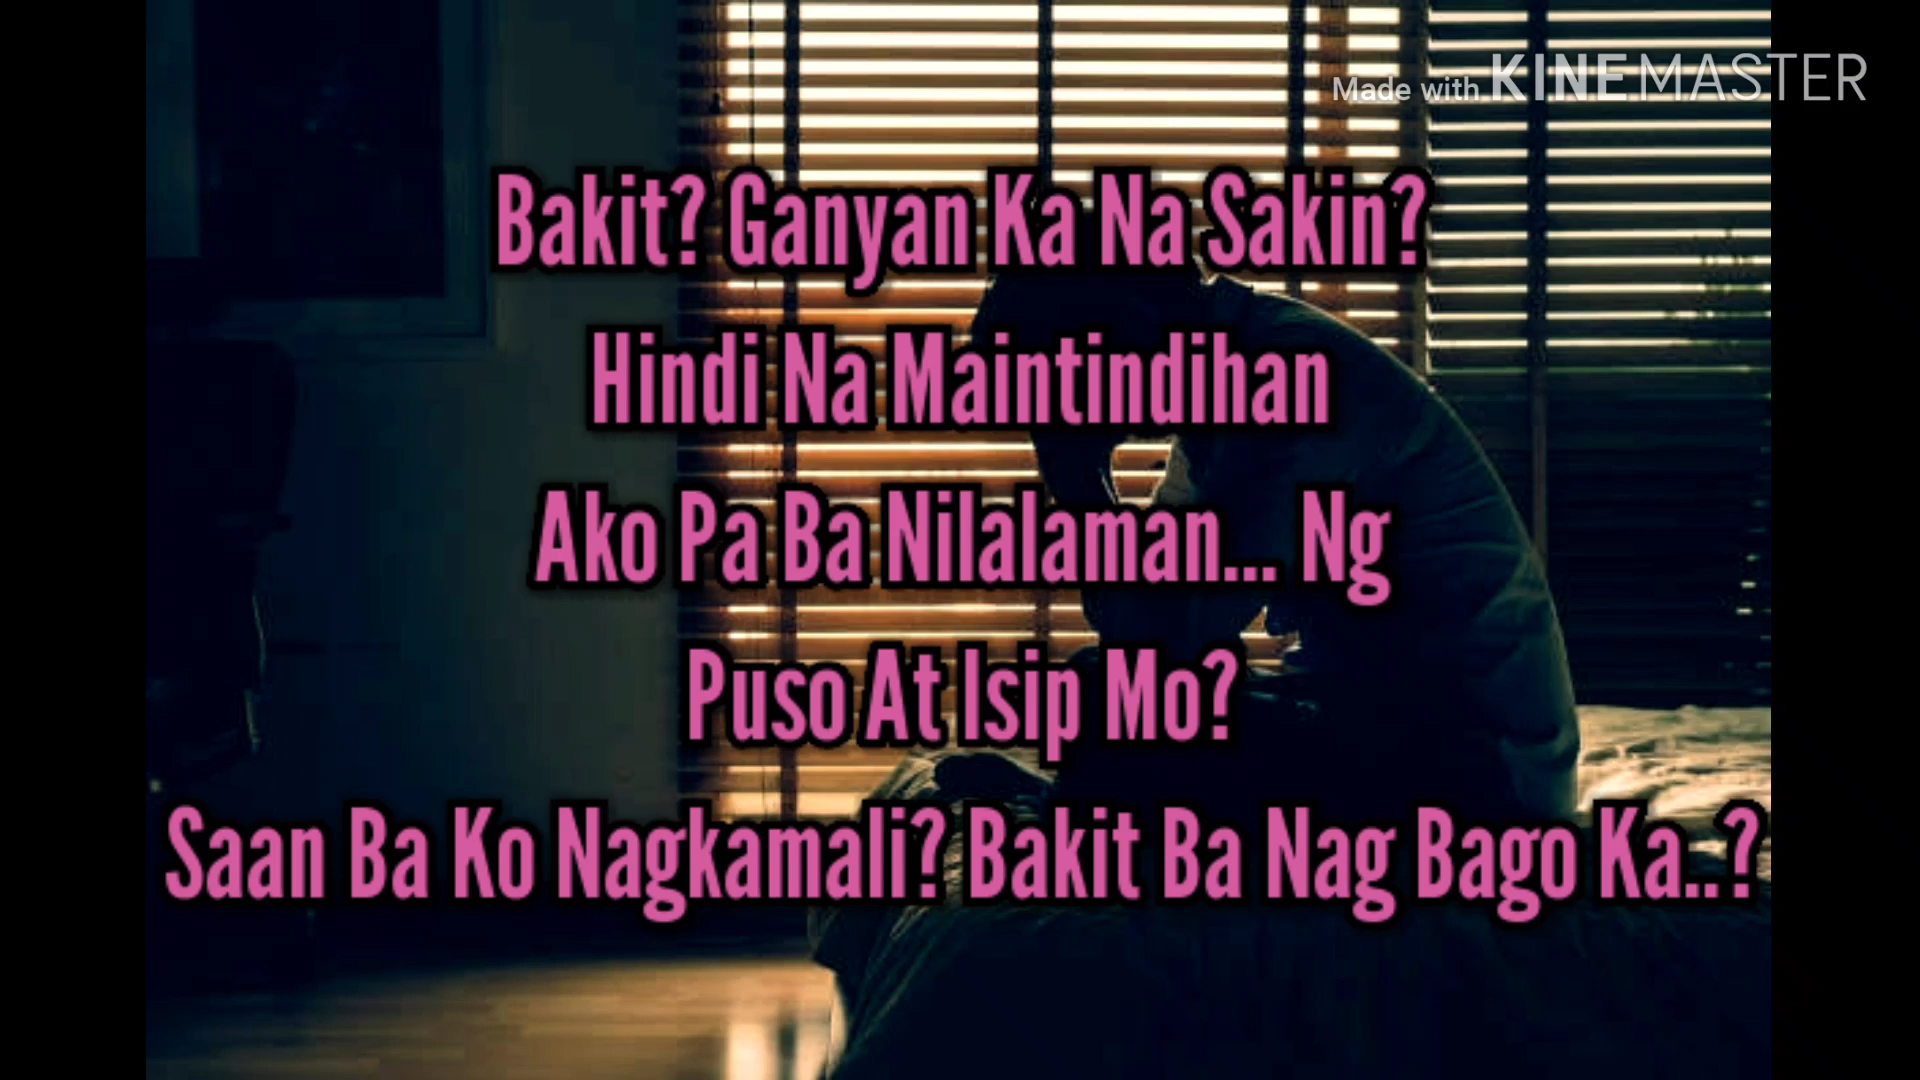 Made with KINEMASTER
Bakit? Ganyan Ka Na Sakin?
Hindi Na Maintindihan
Ako Pa Ba Nilalaman... Ng
Puso At Isip Mo?
Saan Ba Ko Nagkamali? Bakit Ba Nag Bago Ka..?